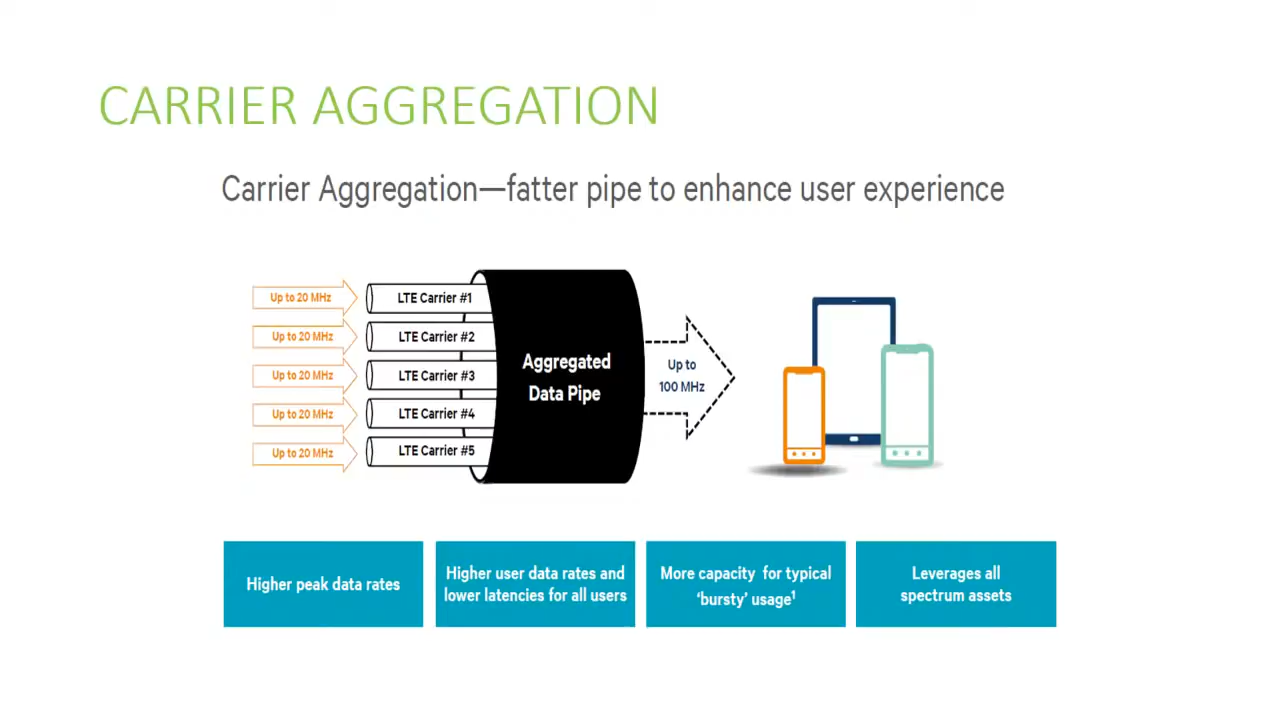 CARRIER AGGREGATION
Carrier Aggregation—fatter pipe to enhance user experience
Up to 20 MHz
LTE Carrier #1
Up to 20 MHz
LTE Carrier #2
Up to 20 MHz
LTE Carrier #3
Up to 20 MHz
LTE Carrier #4
Up to 20 MHz
LTE Carrier #5
Aggregated
Data Pipe
Up to
100 MHz
Higher peak data rates
Higher user data rates and
lower latencies for all users
More capacity for typical
‘bursty’ usage¹
Leverages all
spectrum assets